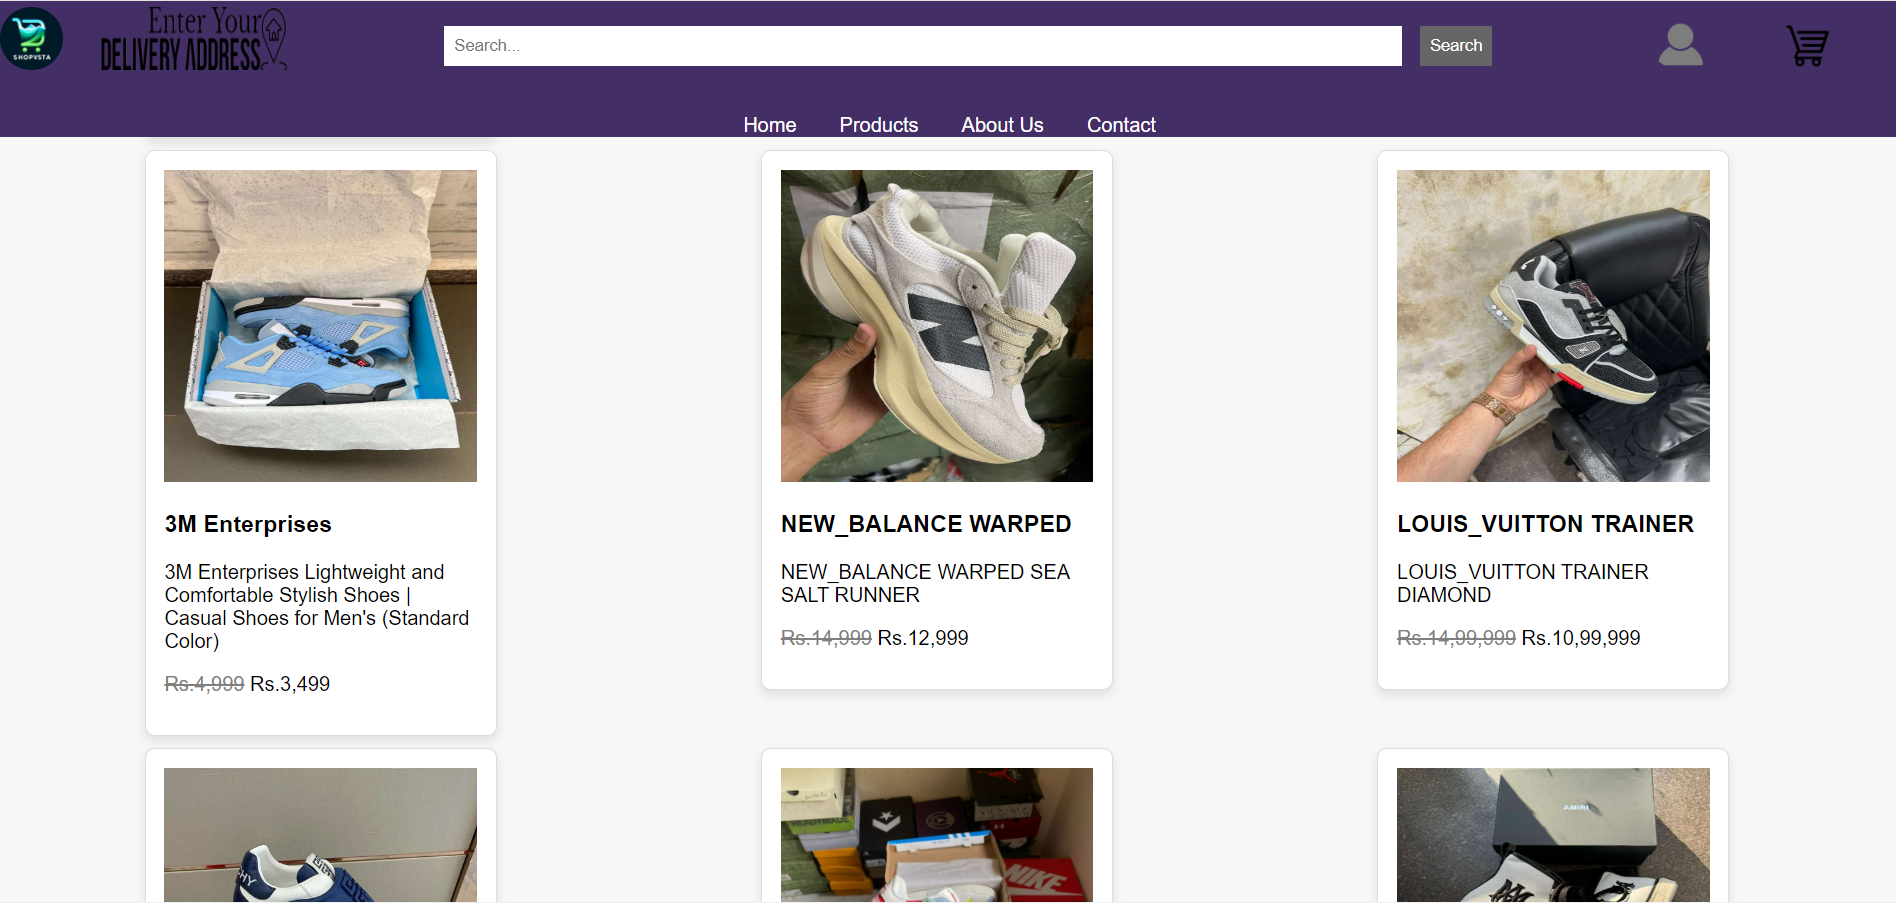 SHOPVSTA
Enter Your
DELIVERY ADDRESS
Search...
Search
Home
Products
About Us
Contact
3M Enterprises
3M Enterprises Lightweight and
Comfortable Stylish Shoes |
Casual Shoes for Men's (Standard
Color)
Rs.4,999 Rs.3,499
N
NEW_BALANCE WARPED
NEW_BALANCE WARPED SEA
SALT RUNNER
Rs.14,999 Rs.12,999
LOUIS_VUITTON TRAINER
LOUIS_VUITTON TRAINER
DIAMOND
Rs.14,99,999 Rs.10,99,999
HY
READYMADE
NIKE
AMIRI